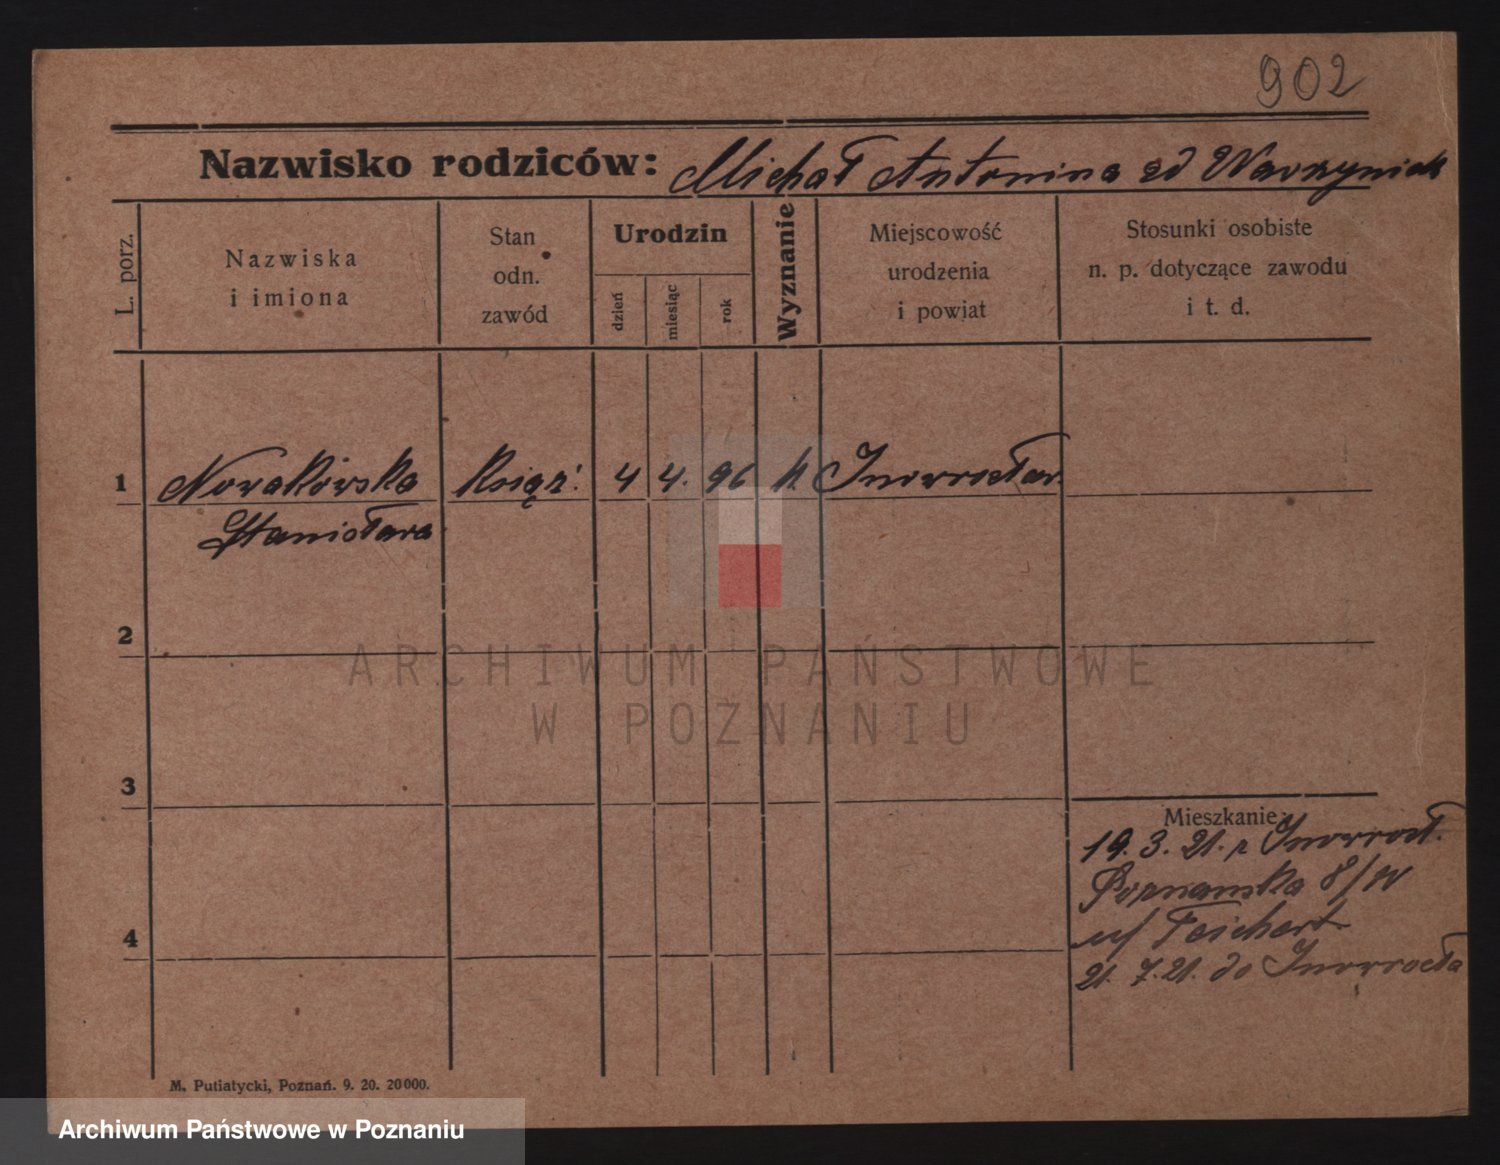 902
Nazwisko rodziców: Michał Antonina zd Wawrzyniak
L. porz.
Nazwiska
i imiona
Stan
odn.
zawód
Urodzin
dzień
miesiąc
rok
Wyznanie
Miejscowość
urodzenia
i powiat
Stosunki osobiste
n. p. dotyczące zawodu
i t. d.
1 Nowakowska Książ. 4 4. 96 k. Inowrocław.
Stanisława
2
ARCHIWUM PAŃSTWOWE
W POZNANIU
3
Mieszkanie:
19. 3. 21. z Inowrocł.
Poznańska 8/IV
u/ Teichert
4
21. 7. 21. do Inowrocła
M. Putiatycki, Poznań. 9. 20. 20000.
Archiwum Państwowe w Poznaniu